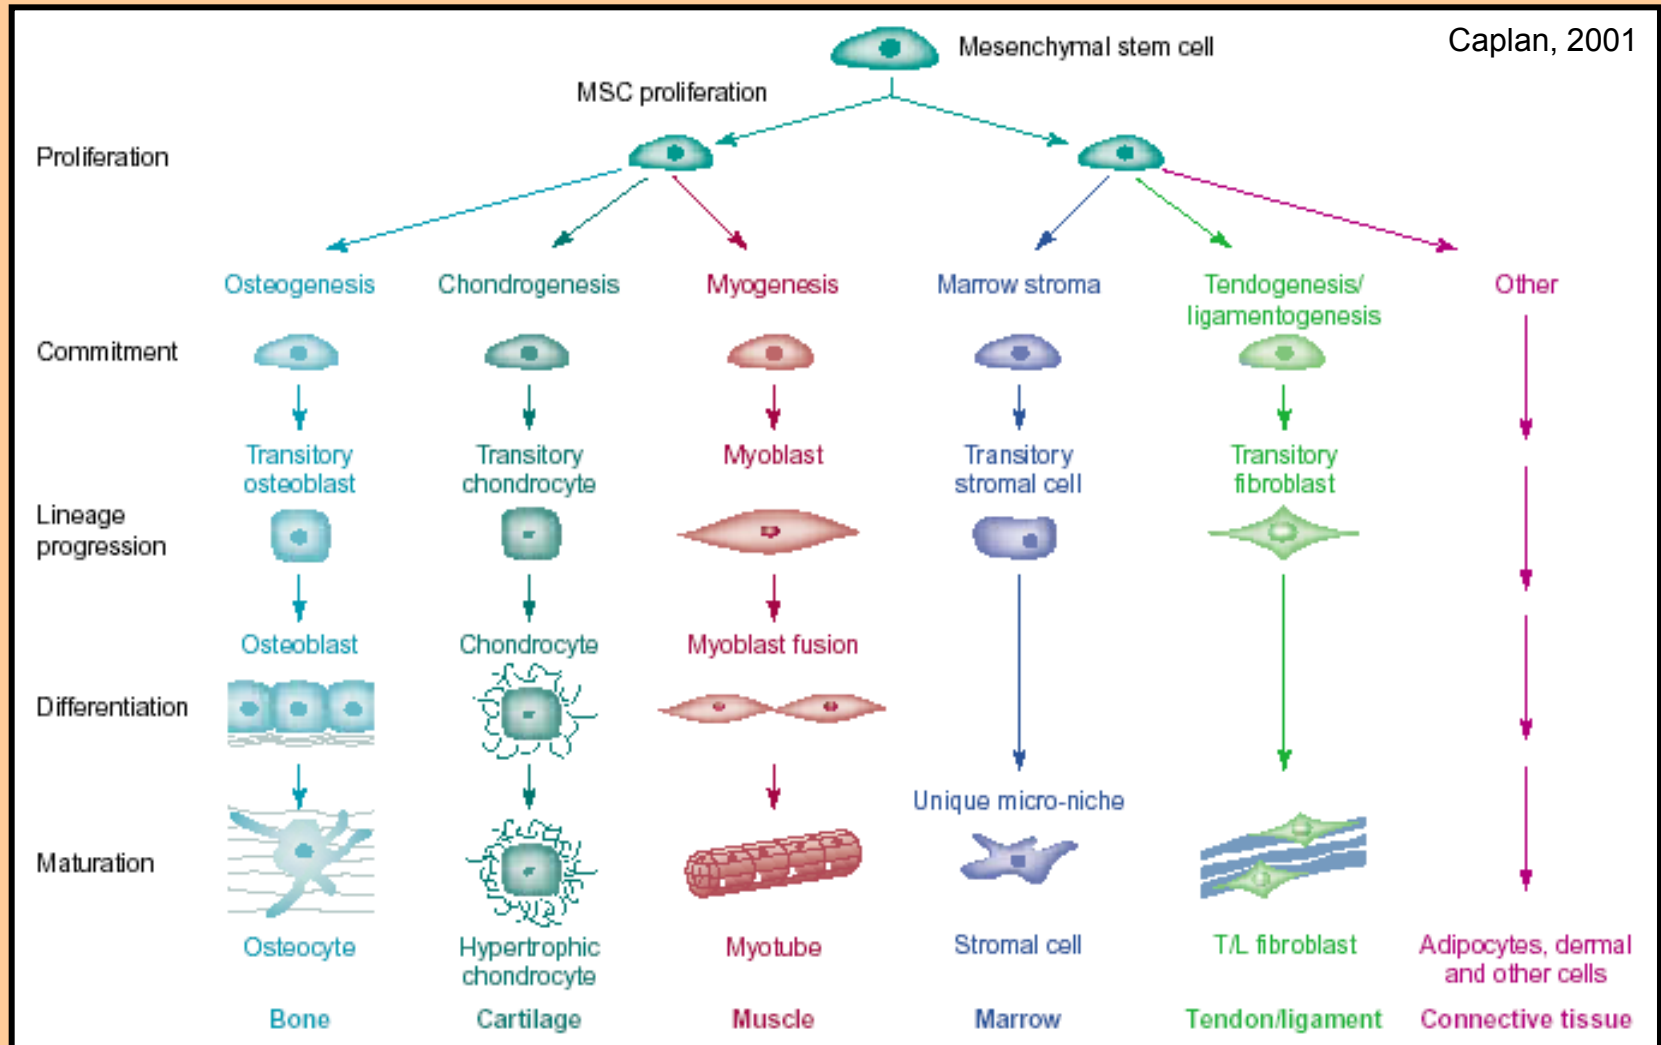 Caplan, 2001
Mesenchymal stem cell
MSC proliferation
Proliferation
Osteogenesis
Chondrogenesis
Myogenesis
Marrow stroma
Tendogenesis/
ligamentogenesis
Other
Commitment
Transitory
osteoblast
Transitory
chondrocyte
Myoblast
Transitory
stromal cell
Transitory
fibroblast
Lineage
progression
Osteoblast
Chondrocyte
Myoblast fusion
Differentiation
Unique micro-niche
Maturation
Osteocyte
Hypertrophic
chondrocyte
Myotube
Stromal cell
T/L fibroblast
Adipocytes, dermal
and other cells
Bone
Cartilage
Muscle
Marrow
Tendon/ligament
Connective tissue